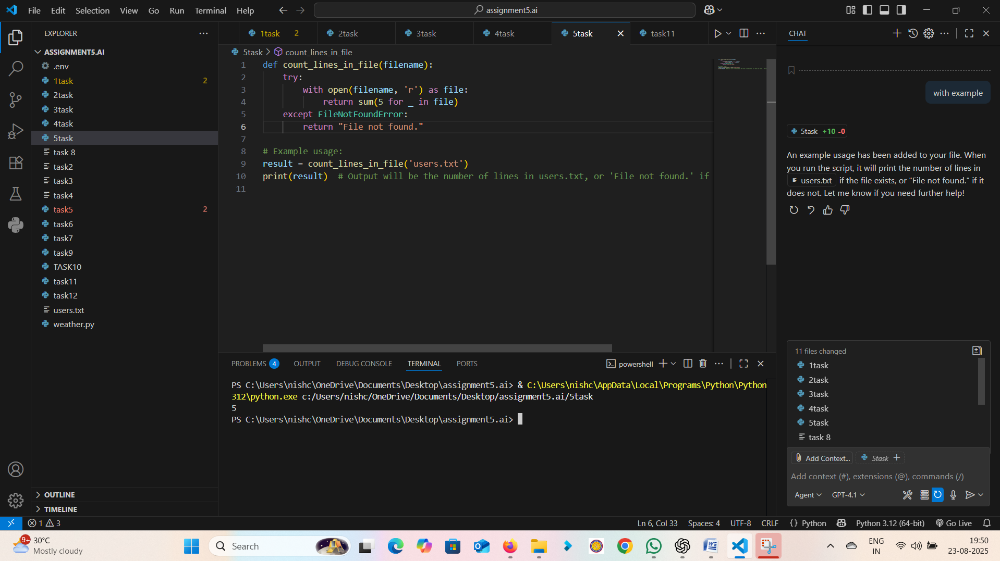 File Edit Selection View Go Run Terminal Help
assignment5.ai
EXPLORER
ASSIGNMENT5.AI
.env
1task 2
2task
3task
4task
5task
task 8
task2
task3
task4
task5 2
task6
task7
task9
TASK10
task11
task12
users.txt
weather.py
OUTLINE
TIMELINE
1task 2 2task 3task 4task 5task task11
5task > count_lines_in_file
1 def count_lines_in_file(filename):
2 try:
3 with open(filename, 'r') as file:
4 return sum(5 for _ in file)
5 except FileNotFoundError:
6 return "File not found."
7
8 # Example usage:
9 result = count_lines_in_file('users.txt')
10 print(result) # Output will be the number of lines in users.txt, or 'File not found.' if
11
PROBLEMS 4 OUTPUT DEBUG CONSOLE TERMINAL PORTS
powershell
PS C:\Users\nishc\OneDrive\Documents\Desktop\assignment5.ai> & C:\Users\nishc\AppData\Local\Programs\Python\Python
312\python.exe c:/Users/nishc/OneDrive/Documents/Desktop/assignment5.ai/5task
5
PS C:\Users\nishc\OneDrive\Documents\Desktop\assignment5.ai>
CHAT
with example
5task +10 -0
An example usage has been added to your file. When
you run the script, it will print the number of lines in
users.txt if the file exists, or "File not found." if it
does not. Let me know if you need further help!
11 files changed
1task
2task
3task
4task
5task
task 8
Add Context... 5task +
Add context (#), extensions (@), commands (/)
Agent GPT-4.1
1 3
Ln 6, Col 33 Spaces: 4 UTF-8 CRLF {} Python Python 3.12 (64-bit) Go Live
9+
30°C
Mostly cloudy
Search
ENG
IN
19:50
23-08-2025